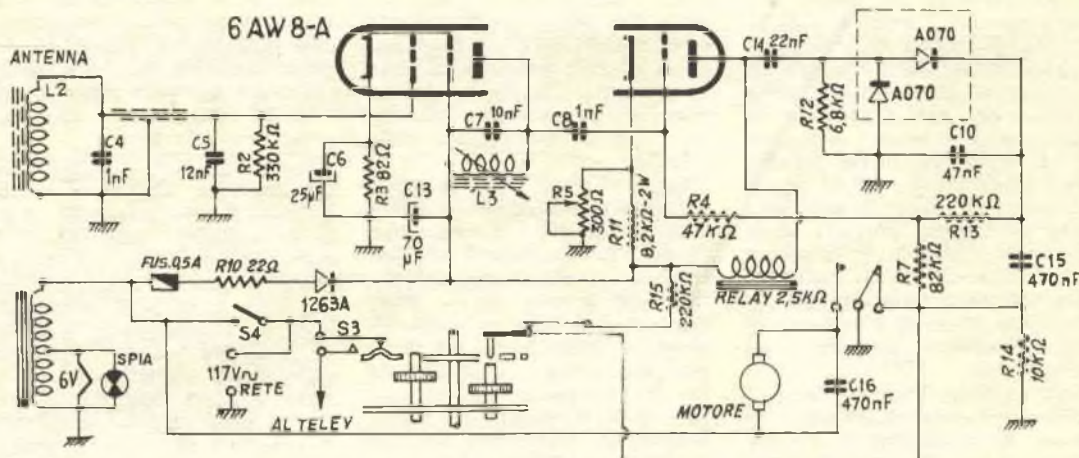 6AW8-A
ANTENNA
L2
C4
1nF
C5
12nF
R2
330KΩ
C6
25µF
R3 82Ω
C13
70
µF
C7
10nF
L3
C8
1nF
R5
300Ω
R11
8,2KΩ-2W
R4
47KΩ
C14
22nF
R12
6,8KΩ
A070
A070
C10
47nF
220KΩ
R13
R7
82KΩ
C15
470nF
R14
10KΩ
R15
220KΩ
RELAY 2,5KΩ
FUS.0,5A
R10 22Ω
1263A
S4
S3
6V
SPIA
117V~
RETE
AL TELEV
MOTORE
C16
470nF